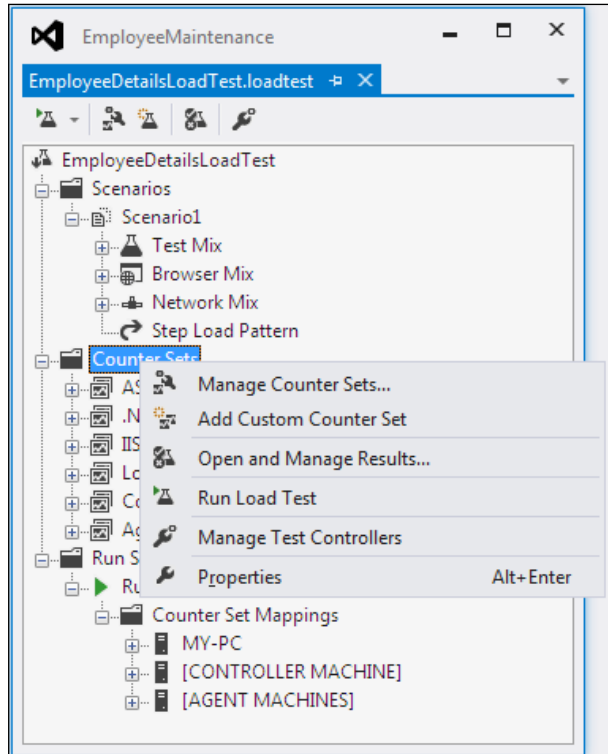 EmployeeMaintenance
EmployeeDetailsLoadTest.loadtest
EmployeeDetailsLoadTest
Scenarios
Scenario1
Test Mix
Browser Mix
Network Mix
Step Load Pattern
Counter Sets
Manage Counter Sets...
Add Custom Counter Set
Open and Manage Results...
Run Load Test
Manage Test Controllers
Properties Alt+Enter
Run
Counter Set Mappings
MY-PC
[CONTROLLER MACHINE]
[AGENT MACHINES]